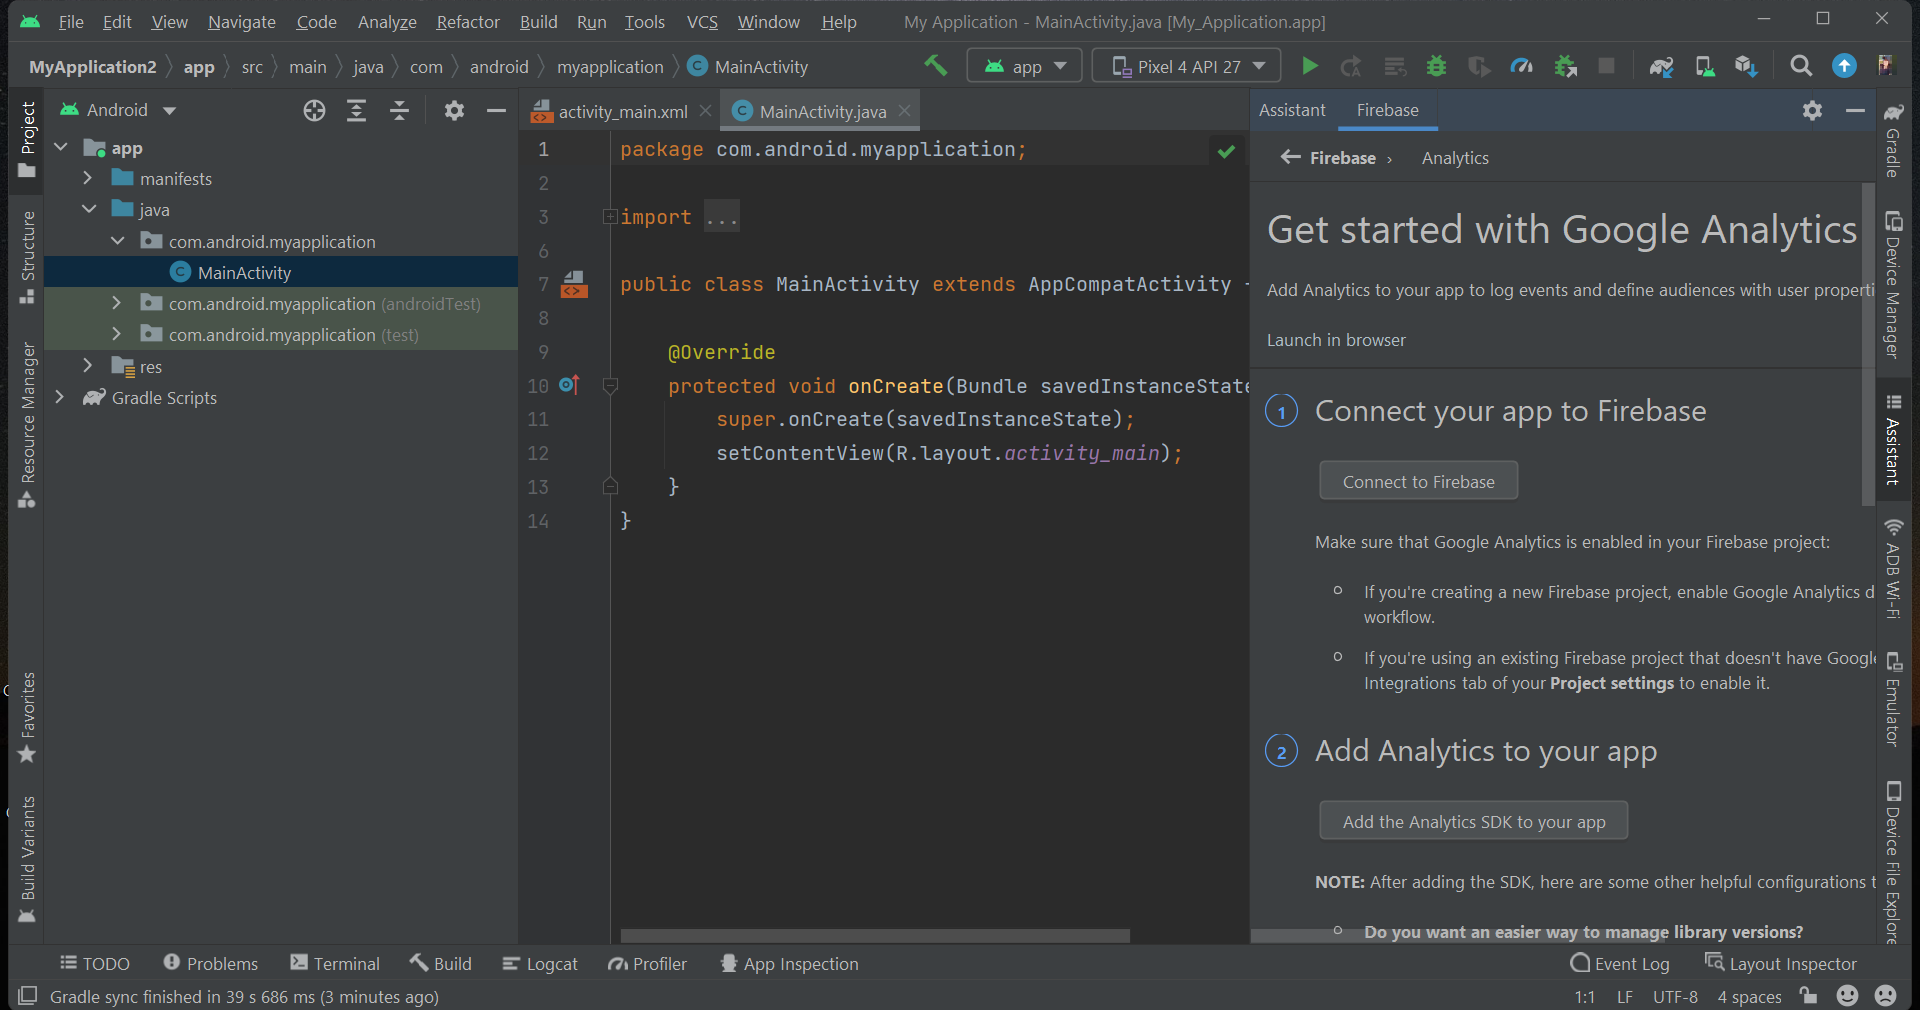 File Edit View Navigate Code Analyze Refactor Build Run Tools VCS Window Help My Application - MainActivity.java [My_Application.app]
MyApplication2 app src main java com android myapplication C MainActivity app Pixel 4 API 27
Project
Structure
Resource Manager
Favorites
Build Variants
Android
app
manifests
java
com.android.myapplication
C MainActivity
com.android.myapplication (androidTest)
com.android.myapplication (test)
res
Gradle Scripts
activity_main.xml C MainActivity.java
1 package com.android.myapplication;
2
3 import ...
6
7 public class MainActivity extends AppCompatActivity
8
9 @Override
10 protected void onCreate(Bundle savedInstanceState
11 super.onCreate(savedInstanceState);
12 setContentView(R.layout.activity_main);
13 }
14 }
Assistant Firebase
Firebase › Analytics
Get started with Google Analytics
Add Analytics to your app to log events and define audiences with user properti
Launch in browser
1 Connect your app to Firebase
Connect to Firebase
Make sure that Google Analytics is enabled in your Firebase project:
If you're creating a new Firebase project, enable Google Analytics d
workflow.
If you're using an existing Firebase project that doesn't have Googl
Integrations tab of your Project settings to enable it.
2 Add Analytics to your app
Add the Analytics SDK to your app
NOTE: After adding the SDK, here are some other helpful configurations t
Do you want an easier way to manage library versions?
Gradle
Device Manager
Assistant
ADB Wi-Fi
Emulator
Device File Explore
TODO Problems Terminal Build Logcat Profiler App Inspection Event Log Layout Inspector
Gradle sync finished in 39 s 686 ms (3 minutes ago) 1:1 LF UTF-8 4 spaces